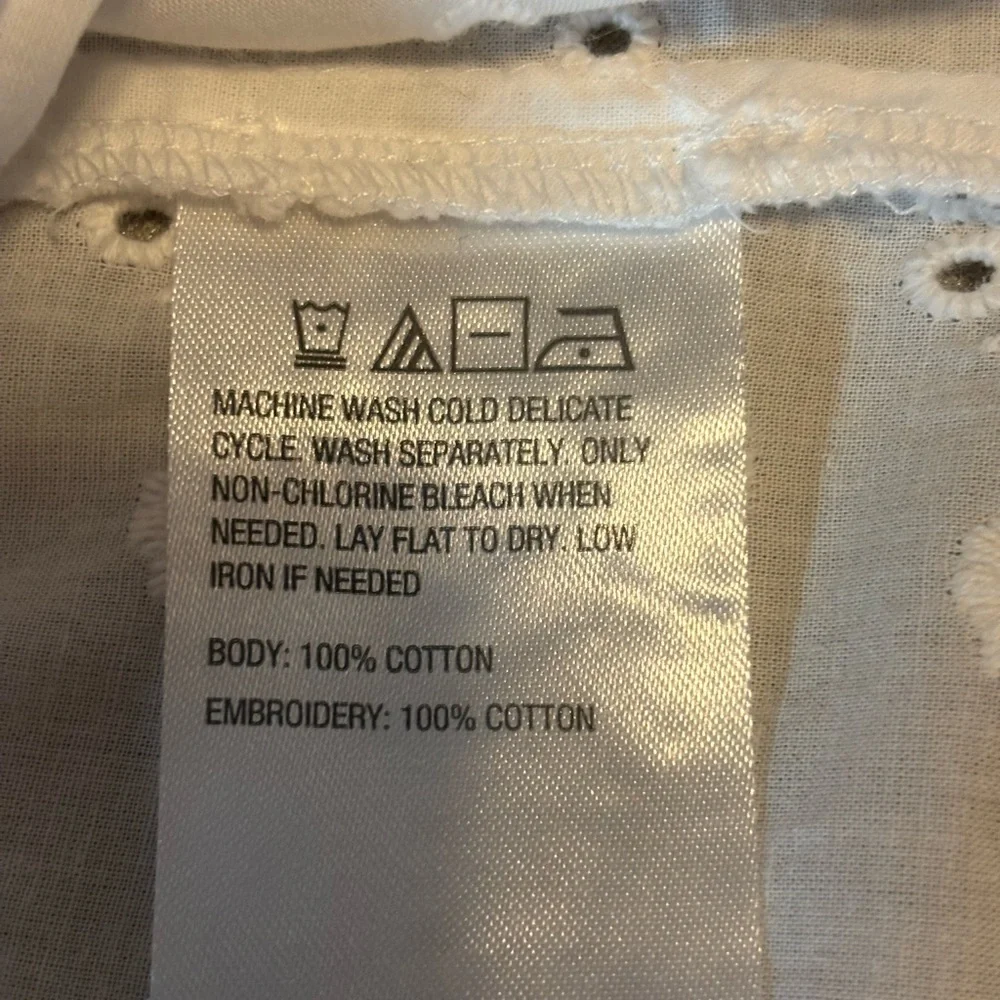 MACHINE WASH COLD DELICATE
CYCLE. WASH SEPARATELY. ONLY
NON-CHLORINE BLEACH WHEN
NEEDED. LAY FLAT TO DRY. LOW
IRON IF NEEDED
BODY: 100% COTTON
EMBROIDERY: 100% COTTON